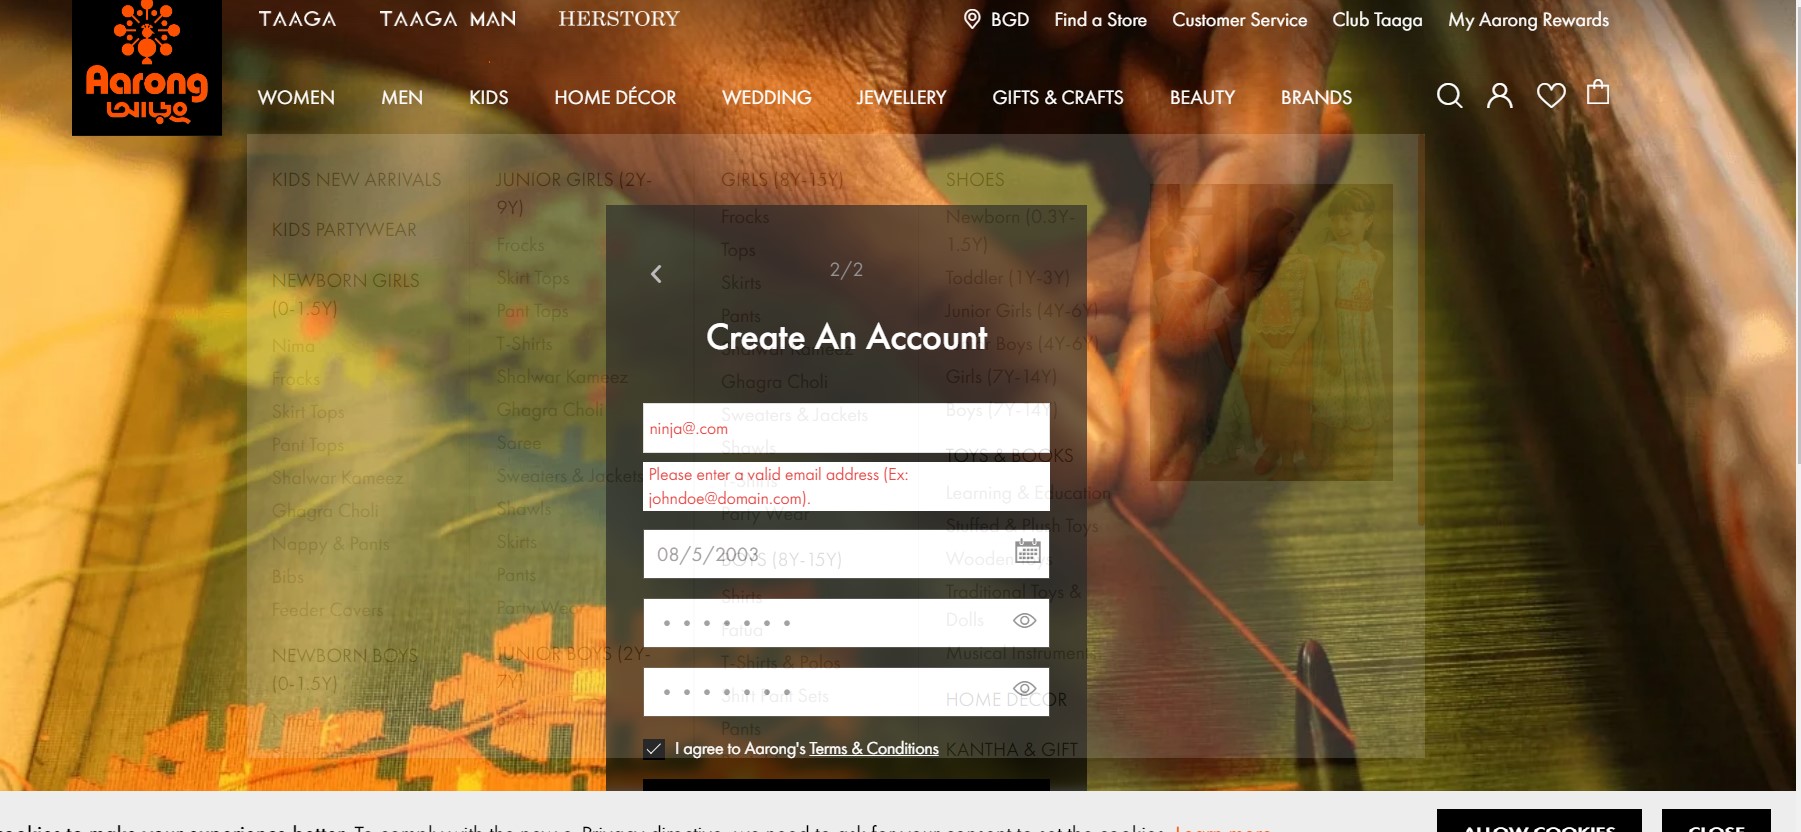 TAAGA TAAGA MAN HERSTORY BGD Find a Store Customer Service Club Taaga My Aarong Rewards
Aarong
আড়ং
WOMEN MEN KIDS HOME DÉCOR WEDDING JEWELLERY GIFTS & CRAFTS BEAUTY BRANDS
KIDS NEW ARRIVALS
KIDS PARTYWEAR
NEWBORN GIRLS
(0-1.5Y)
Nima
Frocks
Skirt Tops
Pant Tops
Shalwar Kameez
Ghagra Choli
Nappy & Pants
Bibs
Feeder Covers
NEWBORN BOYS
(0-1.5Y)
JUNIOR GIRLS (2Y-
9Y)
Frocks
Skirt Tops
Pant Tops
T-Shirts
Shalwar Kameez
Ghagra Choli
Saree
Sweaters & Jackets
Shawls
Skirts
Pants
Party Wear
JUNIOR BOYS (2Y-
7Y)
GIRLS (8Y-15Y)
Frocks
Tops
Skirts
Pants
Shalwar Kameez
Ghagra Choli
Sweaters & Jackets
Shawls
T-Shirts
Party Wear
BOYS (8Y-15Y)
Shirts
Fatua
T-Shirts & Polos
Shirt Pant Sets
Pants
SHOES
Newborn (0.3Y-
1.5Y)
Toddler (1Y-3Y)
Junior Girls (4Y-6Y)
Boys (4Y-6Y)
Girls (7Y-14Y)
Boys (7Y-14Y)
TOYS & BOOKS
Learning & Education
Stuffed & Plush Toys
Wooden Toys
Traditional Toys &
Dolls
Musical Instrument
HOME DÉCOR
KANTHA & GIFT
2/2
Create An Account
ninja@.com
Please enter a valid email address (Ex:
johndoe@domain.com).
08/5/2003
I agree to Aarong's Terms & Conditions
cookies to make your experience better. To comply with the new e-Privacy directive, we need to ask for your consent to set the cookies. Learn more.
ALLOW COOKIES CLOSE